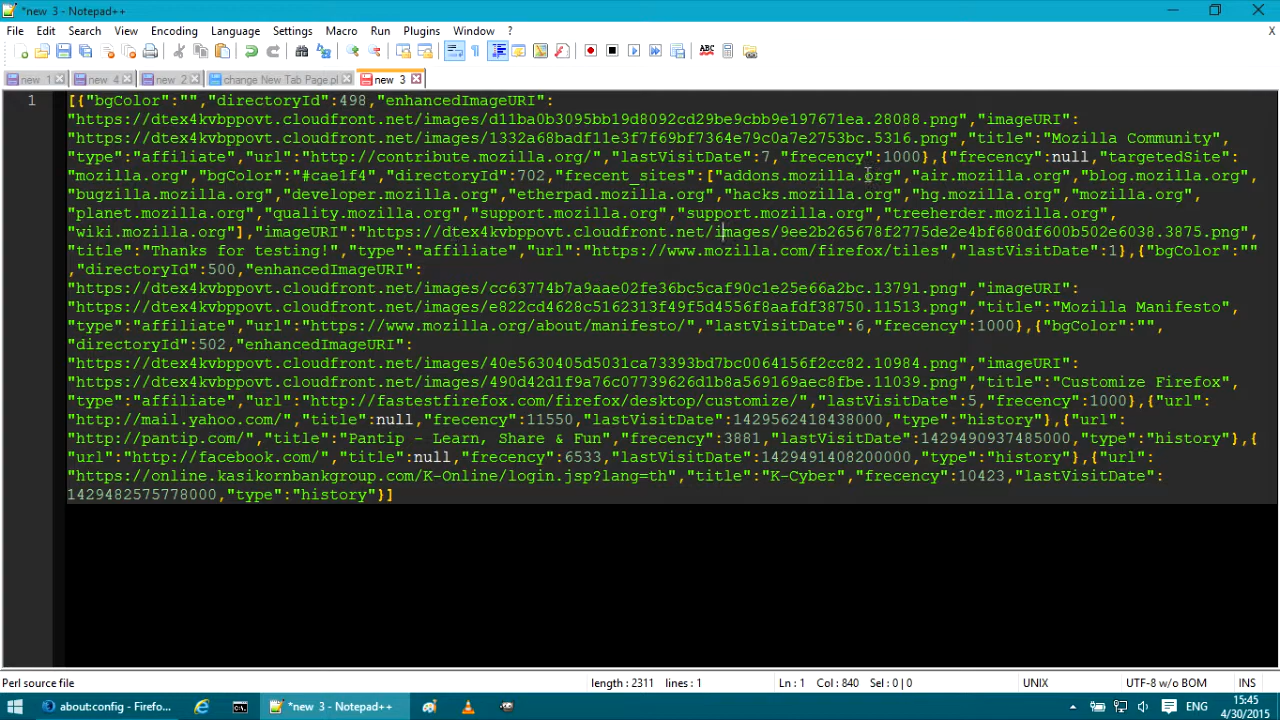 *new 3 - Notepad++
File Edit Search View Encoding Language Settings Macro Run Plugins Window ? X
new 1 new 4 new 2 change New Tab Page.pl new 3
1 [{"bgColor":"","directoryId":498,"enhancedImageURI":
"https://dtex4kvbppovt.cloudfront.net/images/d11ba0b3095bb19d8092cd29be9cbb9e197671ea.28088.png","imageURI":
"https://dtex4kvbppovt.cloudfront.net/images/1332a68badf11e3f7f69bf7364e79c0a7e2753bc.5316.png","title":"Mozilla Community",
"type":"affiliate","url":"http://contribute.mozilla.org/","lastVisitDate":7,"frecency":1000},{"frecency":null,"targetedSite":
"mozilla.org","bgColor":"#cae1f4","directoryId":702,"frecent_sites":["addons.mozilla.org","air.mozilla.org","blog.mozilla.org",
"bugzilla.mozilla.org","developer.mozilla.org","etherpad.mozilla.org","hacks.mozilla.org","hg.mozilla.org","mozilla.org",
"planet.mozilla.org","quality.mozilla.org","support.mozilla.org","support.mozilla.org","treeherder.mozilla.org",
"wiki.mozilla.org"],"imageURI":"https://dtex4kvbppovt.cloudfront.net/images/9ee2b265678f2775de2e4bf680df600b502e6038.3875.png",
"title":"Thanks for testing!","type":"affiliate","url":"https://www.mozilla.com/firefox/tiles","lastVisitDate":1},{"bgColor":""
,"directoryId":500,"enhancedImageURI":
"https://dtex4kvbppovt.cloudfront.net/images/cc63774b7a9aae02fe36bc5caf90c1e25e66a2bc.13791.png","imageURI":
"https://dtex4kvbppovt.cloudfront.net/images/e822cd4628c5162313f49f5d4556f8aafdf38750.11513.png","title":"Mozilla Manifesto",
"type":"affiliate","url":"https://www.mozilla.org/about/manifesto/","lastVisitDate":6,"frecency":1000},{"bgColor":"",
"directoryId":502,"enhancedImageURI":
"https://dtex4kvbppovt.cloudfront.net/images/40e5630405d5031ca73393bd7bc0064156f2cc82.10984.png","imageURI":
"https://dtex4kvbppovt.cloudfront.net/images/490d42d1f9a76c07739626d1b8a569169aec8fbe.11039.png","title":"Customize Firefox",
"type":"affiliate","url":"http://fastestfirefox.com/firefox/desktop/customize/","lastVisitDate":5,"frecency":1000},{"url":
"http://mail.yahoo.com/","title":null,"frecency":11550,"lastVisitDate":1429562418438000,"type":"history"},{"url":
"http://pantip.com/","title":"Pantip - Learn, Share & Fun","frecency":3881,"lastVisitDate":1429490937485000,"type":"history"},{
"url":"http://facebook.com/","title":null,"frecency":6533,"lastVisitDate":1429491408200000,"type":"history"},{"url":
"https://online.kasikornbankgroup.com/K-Online/login.jsp?lang=th","title":"K-Cyber","frecency":10423,"lastVisitDate":
1429482575778000,"type":"history"}]
Perl source file length : 2311 lines : 1 Ln : 1 Col : 840 Sel : 0 | 0 UNIX UTF-8 w/o BOM INS
about:config - Firefo... *new 3 - Notepad++ ENG 15:45
4/30/2015